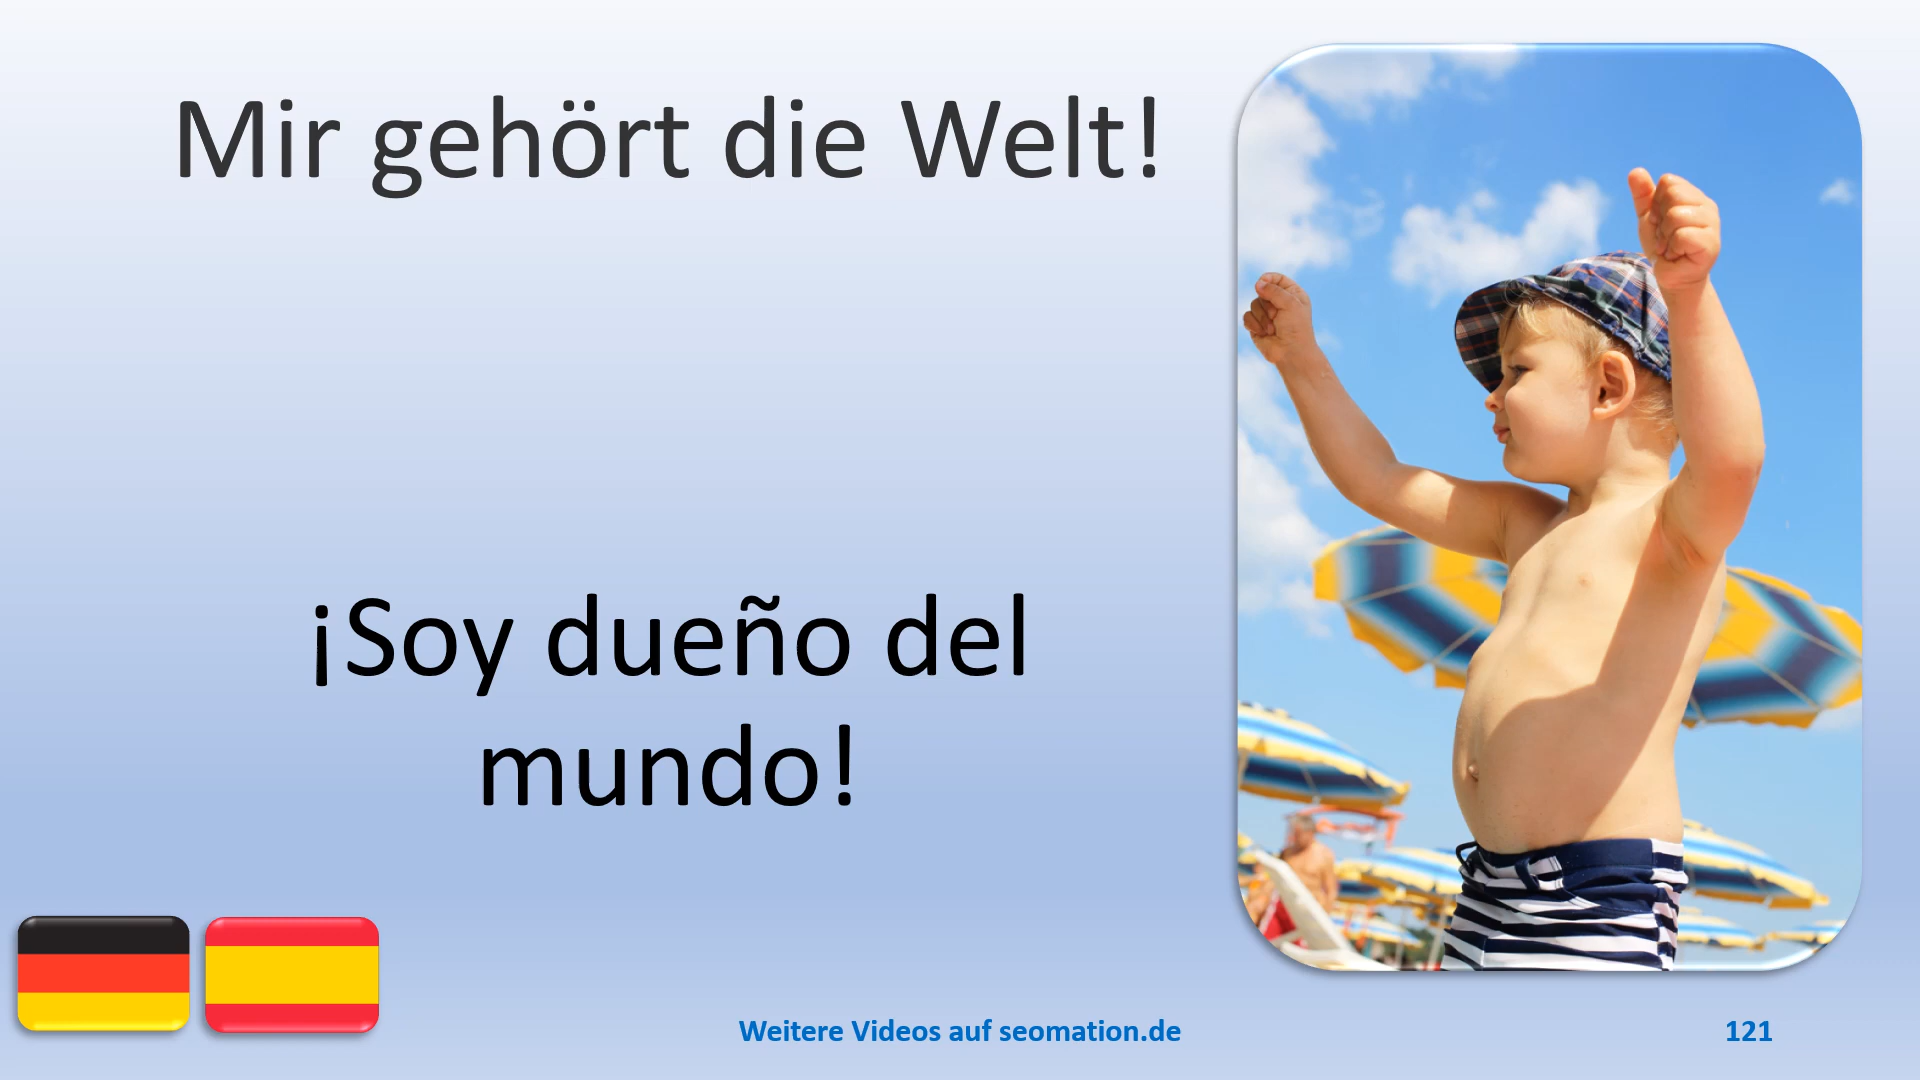 Mir gehört die Welt!
¡Soy dueño del
mundo!
Weitere Videos auf seomation.de
121